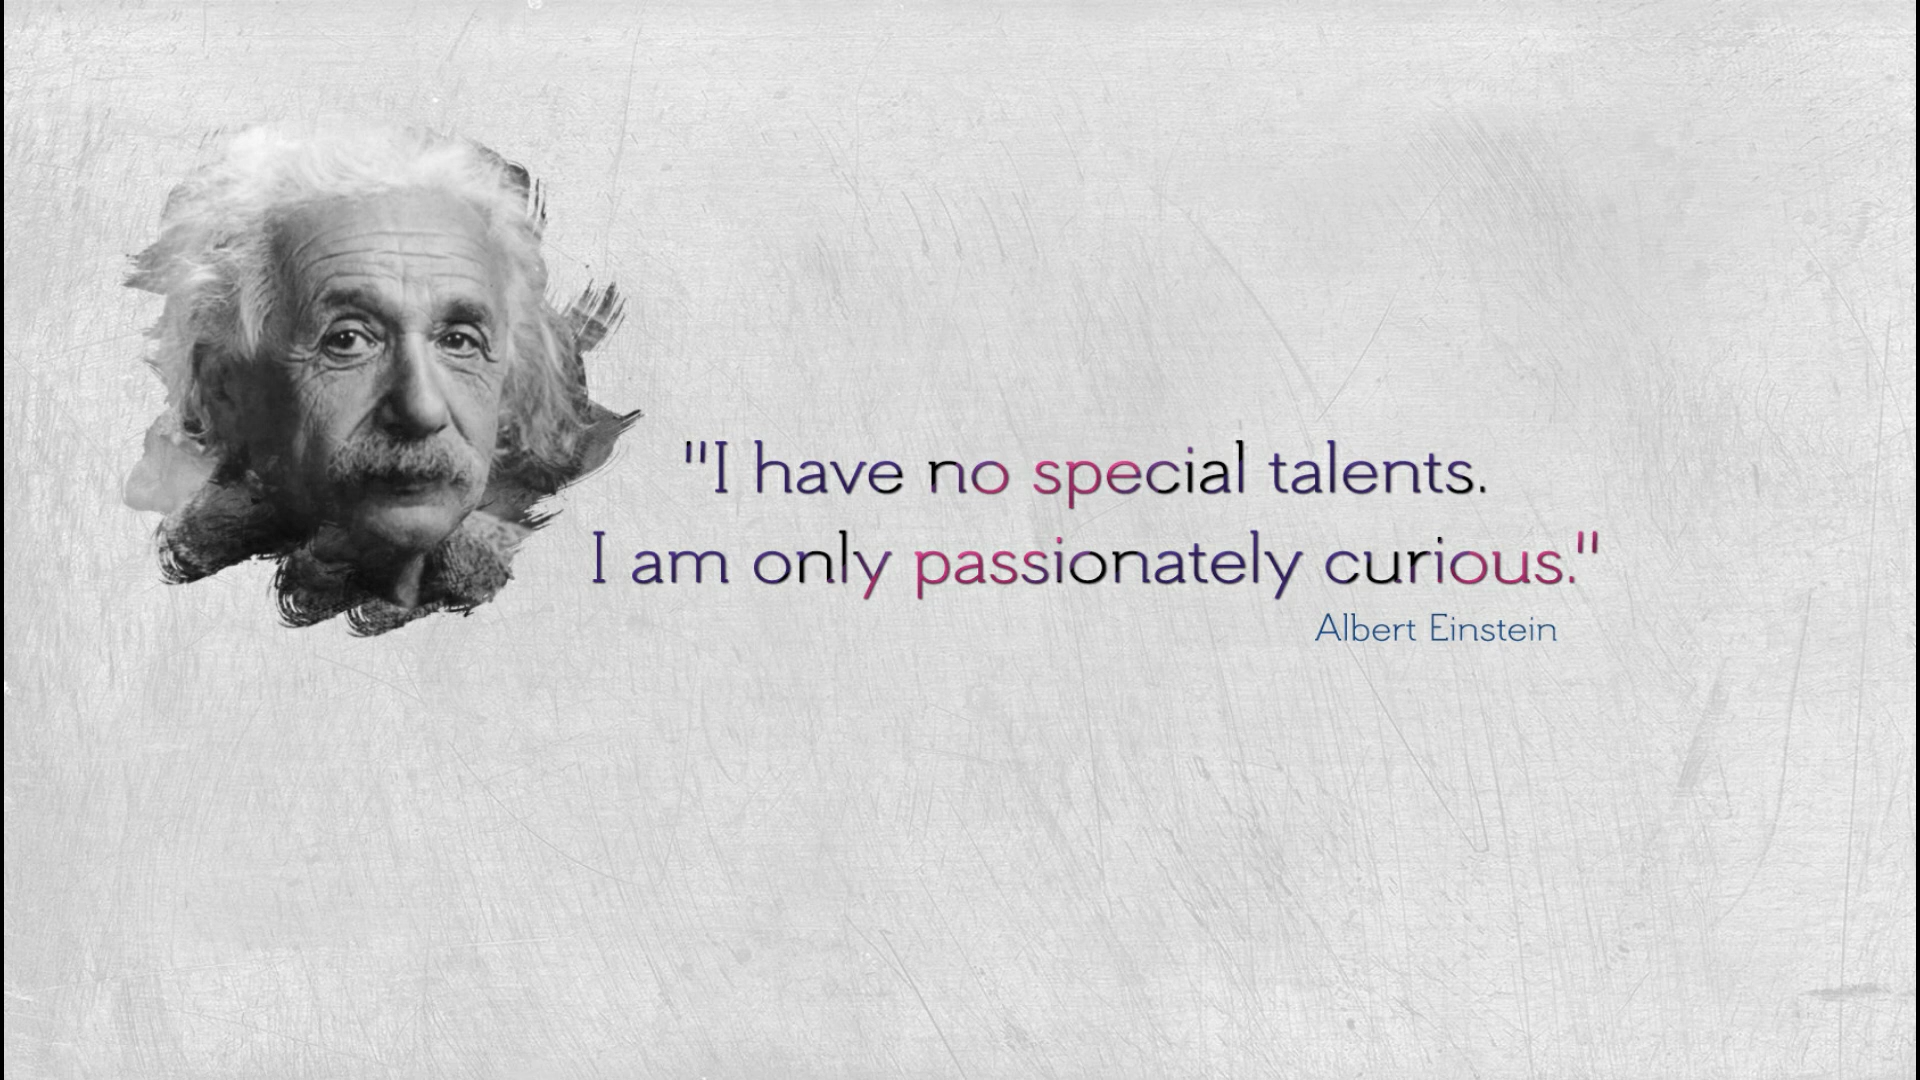 "I have no special talents.
I am only passionately curious."
Albert Einstein